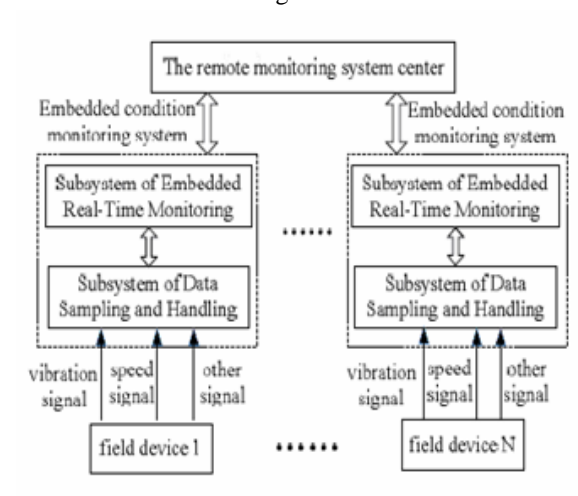 The remote monitoring system center
Embedded condition
monitoring system
Embedded condition
monitoring system
Subsystem of Embedded
Real-Time Monitoring
Subsystem of Embedded
Real-Time Monitoring
......
Subsystem of Data
Sampling and Handling
Subsystem of Data
Sampling and Handling
vibration
signal
speed
signal
other
signal
vibration
signal
speed
signal
other
signal
field device 1
......
field device N